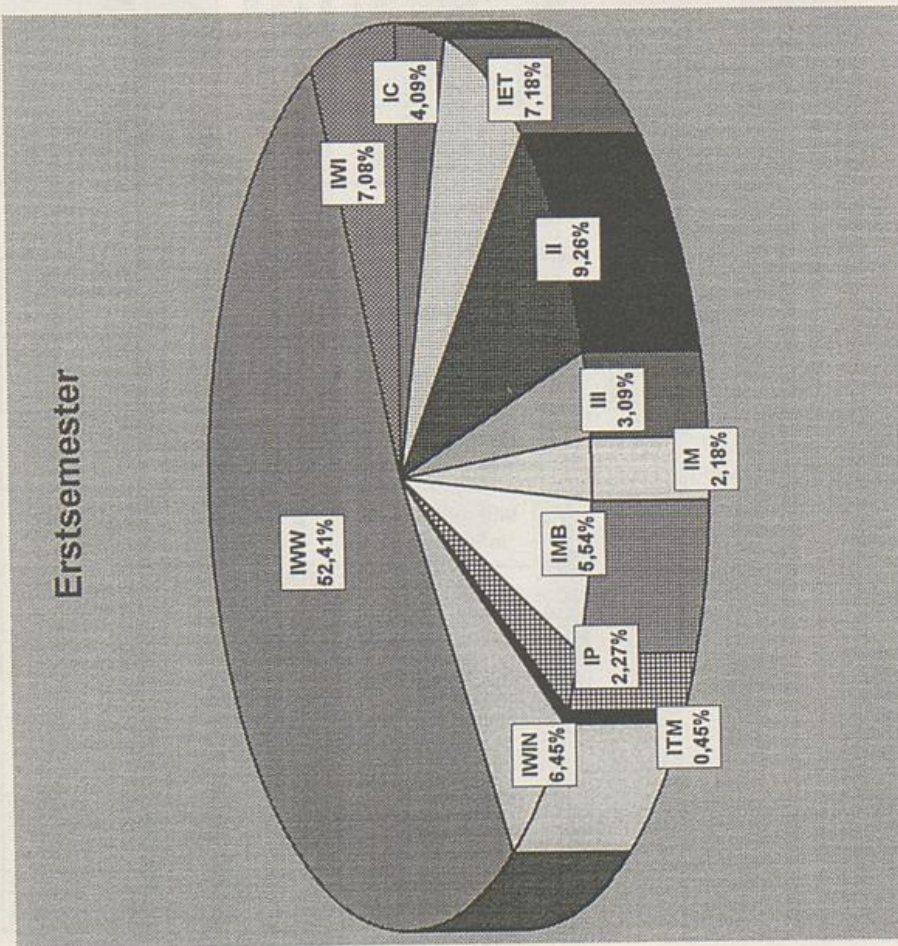 Erstsemester
IWW
52,41%
IWI
7,08%
IC
4,09%
IET
7,18%
II
9,26%
III
3,09%
IM
2,18%
IMB
5,54%
IP
2,27%
ITM
0,45%
IWIN
6,45%